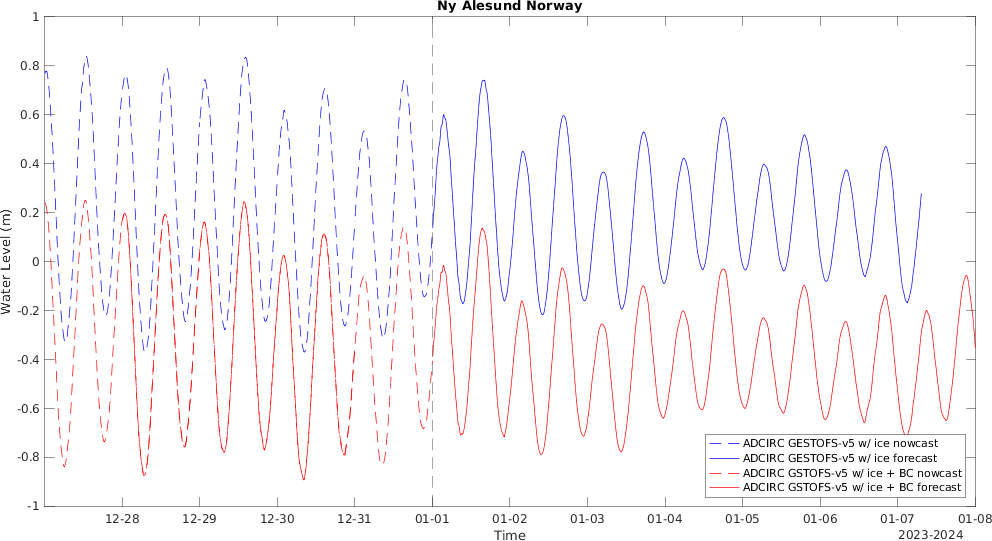 Ny Alesund Norway
1
0.8
0.6
0.4
0.2
0
-0.2
-0.4
-0.6
-0.8
-1
Water Level (m)
ADCIRC GESTOFS-v5 w/ ice nowcast
ADCIRC GESTOFS-v5 w/ ice forecast
ADCIRC GSTOFS-v5 w/ ice + BC nowcast
ADCIRC GSTOFS-v5 w/ ice + BC forecast
12-28 12-29 12-30 12-31 01-01 01-02 01-03 01-04 01-05 01-06 01-07 01-08
Time
2023-2024